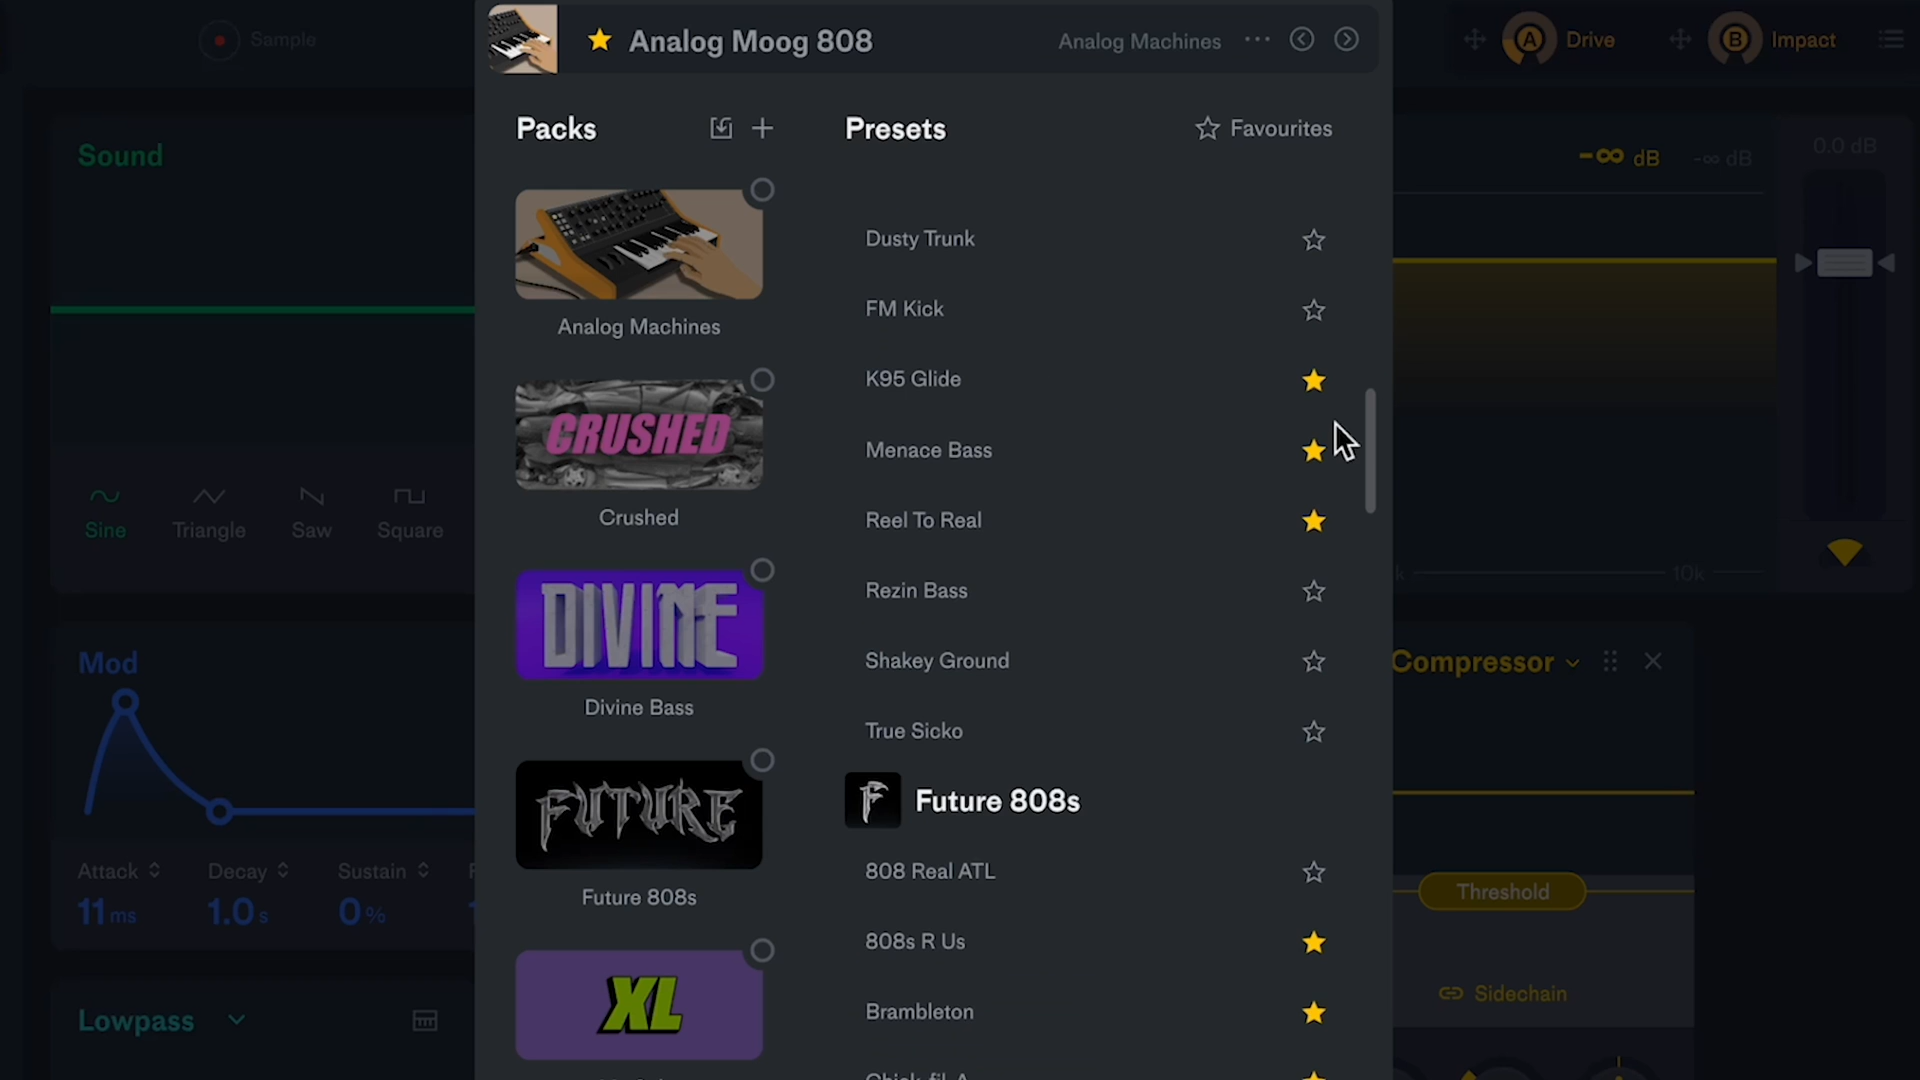 Sample
Analog Moog 808
Analog Machines
A
Drive
B
Impact
Packs
Presets
Favourites
Sound
-∞ dB
-∞ dB
0.0 dB
Analog Machines
CRUSHED
Crushed
DIVINE
Divine Bass
FUTURE
Future 808s
XL
Dusty Trunk
FM Kick
K95 Glide
Menace Bass
Reel To Real
Rezin Bass
Shakey Ground
True Sicko
F
Future 808s
808 Real ATL
808s R Us
Brambleton
Chick-fil-A
Sine
Triangle
Saw
Square
k
10k
Mod
Attack
Decay
Sustain
11 ms
1.0 s
0 %
Lowpass
Compressor
Threshold
Sidechain